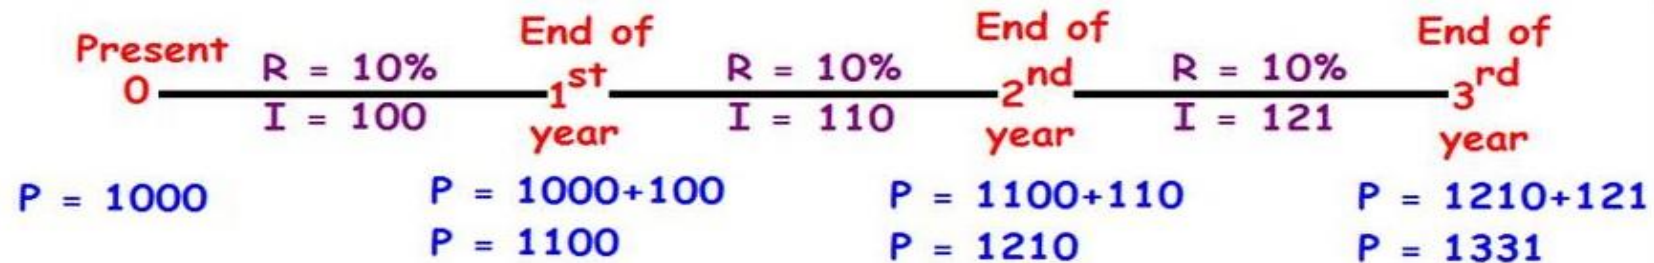 Present
0
R = 10%
I = 100
End of
1st
year
R = 10%
I = 110
End of
2nd
year
R = 10%
I = 121
End of
3rd
year
P = 1000
P = 1000+100
P = 1100
P = 1100+110
P = 1210
P = 1210+121
P = 1331